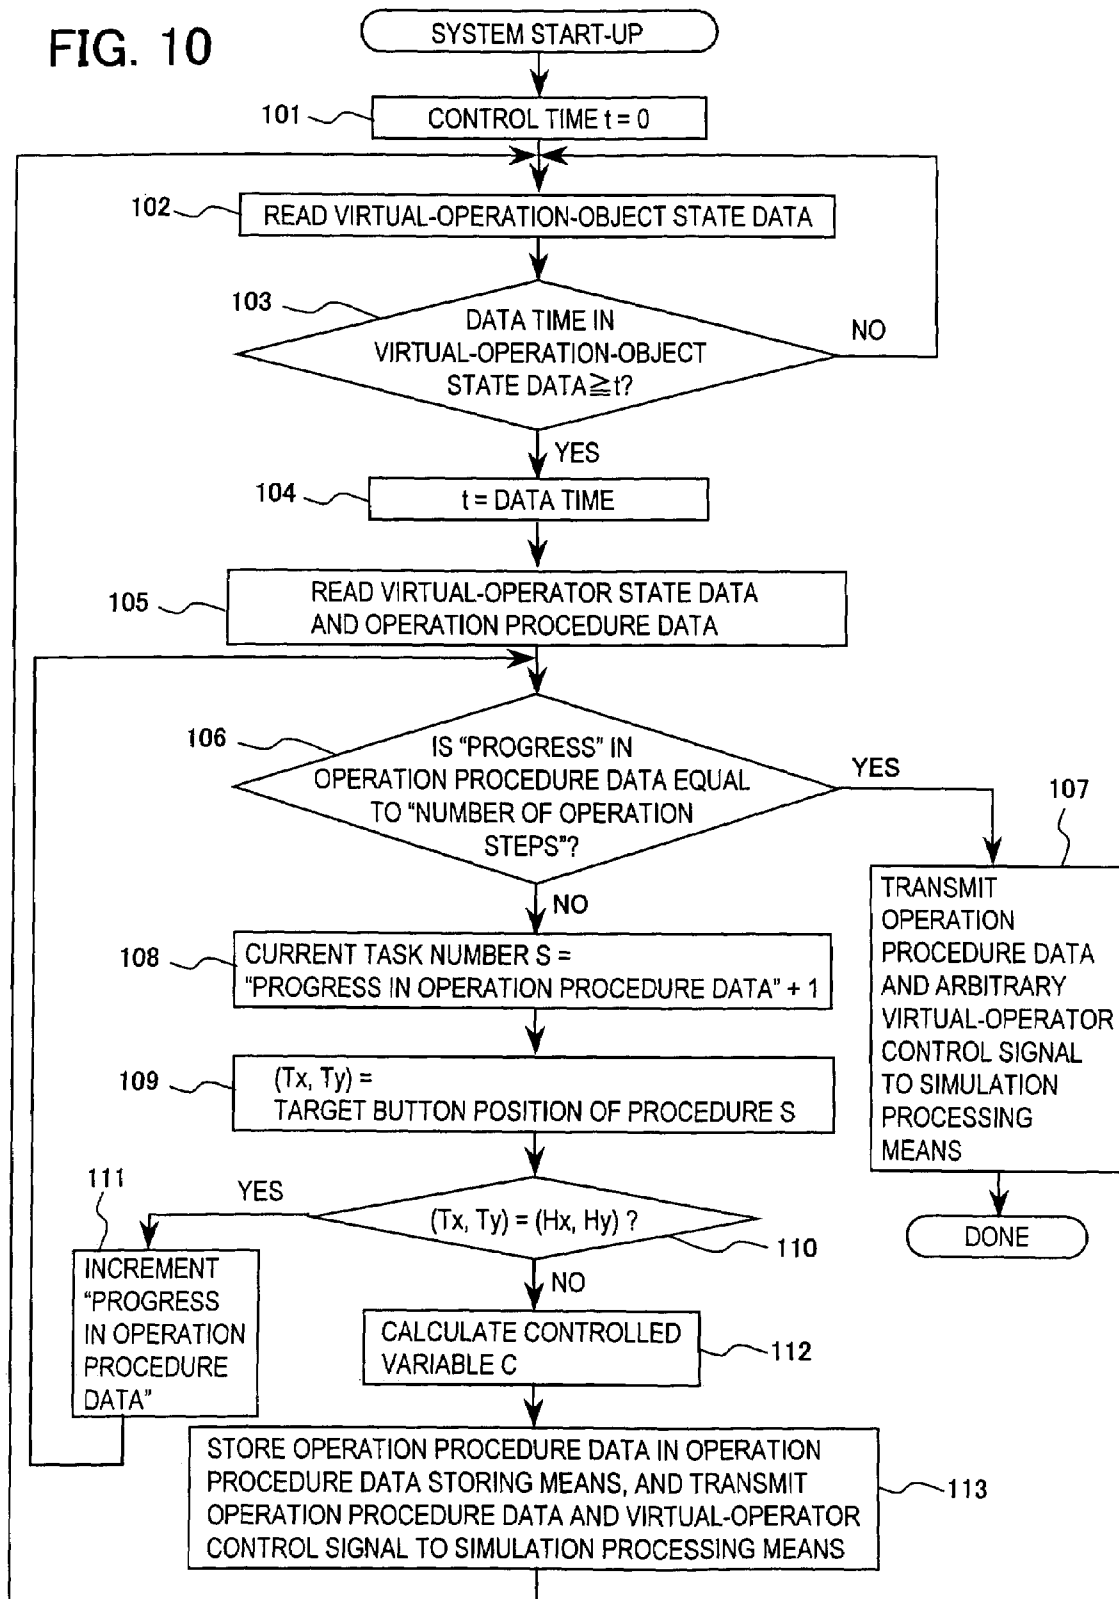 FIG. 10
SYSTEM START-UP
101
CONTROL TIME t = 0
102
READ VIRTUAL-OPERATION-OBJECT STATE DATA
103
DATA TIME IN
VIRTUAL-OPERATION-OBJECT
STATE DATA≧t?
NO
YES
104
t = DATA TIME
105
READ VIRTUAL-OPERATOR STATE DATA
AND OPERATION PROCEDURE DATA
106
IS “PROGRESS” IN
OPERATION PROCEDURE DATA EQUAL
TO “NUMBER OF OPERATION
STEPS”?
YES
107
TRANSMIT
OPERATION
PROCEDURE DATA
AND ARBITRARY
VIRTUAL-OPERATOR
CONTROL SIGNAL
TO SIMULATION
PROCESSING
MEANS
DONE
NO
108
CURRENT TASK NUMBER S =
“PROGRESS IN OPERATION PROCEDURE DATA” + 1
109
(Tx, Ty) =
TARGET BUTTON POSITION OF PROCEDURE S
110
(Tx, Ty) = (Hx, Hy) ?
YES
111
INCREMENT
“PROGRESS
IN OPERATION
PROCEDURE
DATA”
NO
CALCULATE CONTROLLED
VARIABLE C
112
STORE OPERATION PROCEDURE DATA IN OPERATION
PROCEDURE DATA STORING MEANS, AND TRANSMIT
OPERATION PROCEDURE DATA AND VIRTUAL-OPERATOR
CONTROL SIGNAL TO SIMULATION PROCESSING MEANS
113